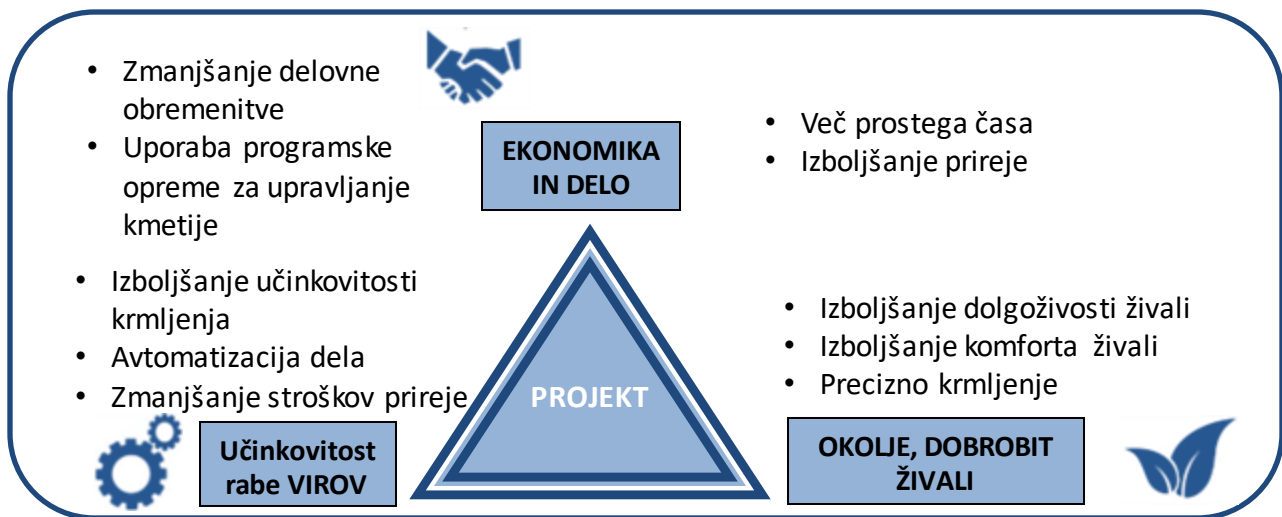 • Zmanjšanje delovne
obremenitve
• Uporaba programske
opreme za upravljanje
kmetije
EKONOMIKA
IN DELO
• Več prostega časa
• Izboljšanje prireje
• Izboljšanje učinkovitosti
krmljenja
• Avtomatizacija dela
• Zmanjšanje stroškov prireje
PROJEKT
• Izboljšanje dolgoživosti živali
• Izboljšanje komforta živali
• Precizno krmljenje
Učinkovitost
rabe VIROV
OKOLJE, DOBROBIT
ŽIVALI